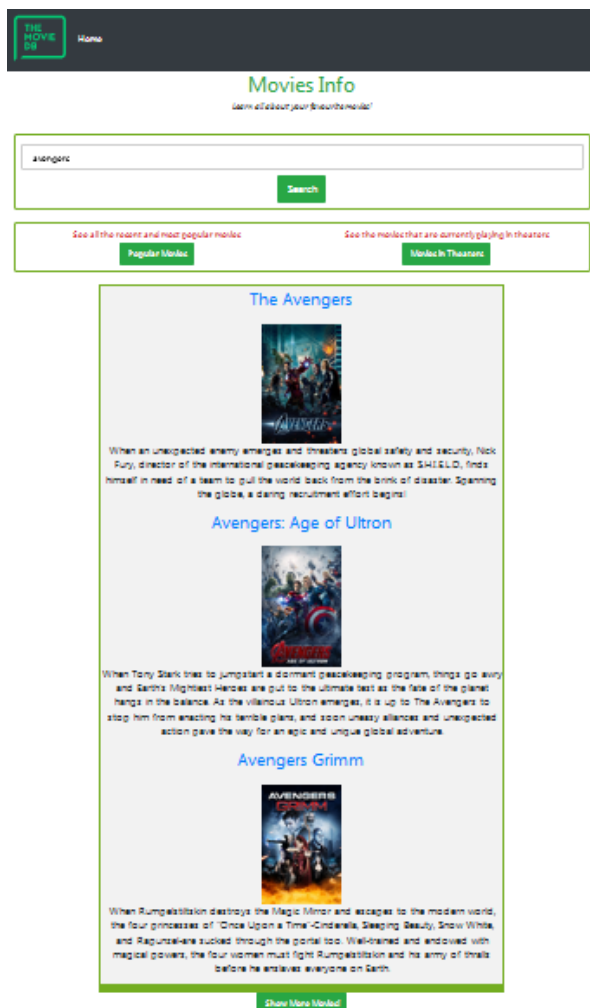 THE
MOVIE
DB
Home
Movies Info
Learn all about your favourite movies!
avengers
Search
See all the recent and most popular movies
Popular Movies
See the movies that are currently playing in theaters
Movies In Theaters
The Avengers
AVENGERS
When an unexpected enemy emerges and threatens global safety and security, Nick
Fury, director of the international peacekeeping agency known as S.H.I.E.L.D., finds
himself in need of a team to pull the world back from the brink of disaster. Spanning
the globe, a daring recruitment effort begins!
Avengers: Age of Ultron
AVENGERS
AGE OF ULTRON
When Tony Stark tries to jumpstart a dormant peacekeeping program, things go awry
and Earth's Mightiest Heroes are put to the ultimate test as the fate of the planet
hangs in the balance. As the villainous Ultron emerges, it is up to The Avengers to
stop him from enacting his terrible plans, and soon uneasy alliances and unexpected
action pave the way for an epic and unique global adventure.
Avengers Grimm
AVENGERS
GRIMM
When Rumpelstiltskin destroys the Magic Mirror and escapes to the modern world,
the four princesses of "Once Upon a Time"-Cinderella, Sleeping Beauty, Snow White,
and Rapunzel-are sucked through the portal too. Well-trained and endowed with
magical powers, the four women must fight Rumpelstiltskin and his army of thralls
before he enslaves everyone on Earth.
Show More Movies!